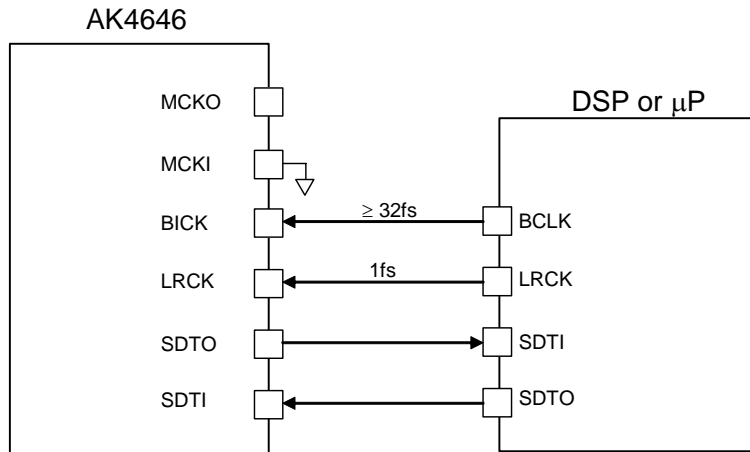 AK4646
DSP or μP
MCKO
MCKI
BICK
≥ 32fs
BCLK
LRCK
1fs
LRCK
SDTO
SDTI
SDTI
SDTO